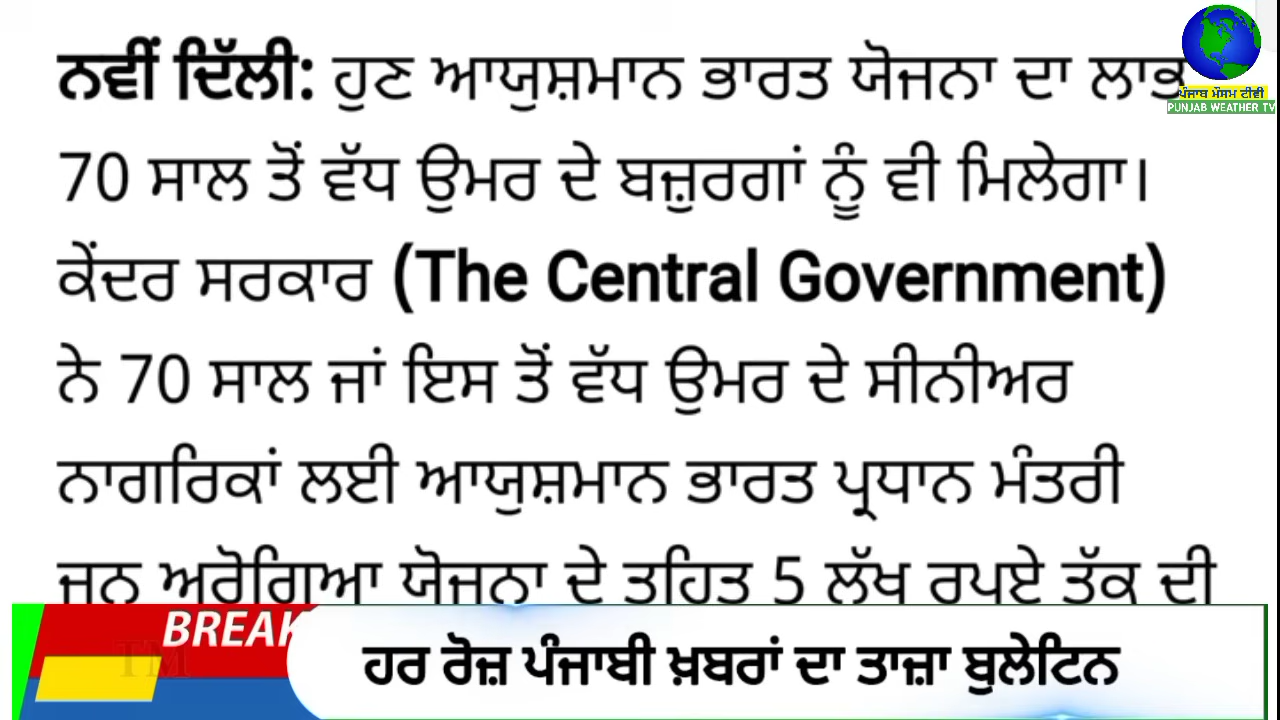 ਨਵੀਂ ਦਿੱਲੀ: ਹੁਣ ਆਯੁਸ਼ਮਾਨ ਭਾਰਤ ਯੋਜਨਾ ਦਾ ਲਾਭ
ਪੰਜਾਬ ਮੌਸਮ ਟੀਵੀ
PUNJAB WEATHER TV
70 ਸਾਲ ਤੋਂ ਵੱਧ ਉਮਰ ਦੇ ਬਜ਼ੁਰਗਾਂ ਨੂੰ ਵੀ ਮਿਲੇਗਾ।
ਕੇਂਦਰ ਸਰਕਾਰ (The Central Government)
ਨੇ 70 ਸਾਲ ਜਾਂ ਇਸ ਤੋਂ ਵੱਧ ਉਮਰ ਦੇ ਸੀਨੀਅਰ
ਨਾਗਰਿਕਾਂ ਲਈ ਆਯੁਸ਼ਮਾਨ ਭਾਰਤ ਪ੍ਰਧਾਨ ਮੰਤਰੀ
ਜਨ ਅਰੋਗਿਆ ਯੋਜਨਾ ਦੇ ਤਹਿਤ 5 ਲੱਖ ਰੁਪਏ ਤੱਕ ਦੀ
BREAK
TM
ਹਰ ਰੋਜ਼ ਪੰਜਾਬੀ ਖ਼ਬਰਾਂ ਦਾ ਤਾਜ਼ਾ ਬੁਲੇਟਿਨ